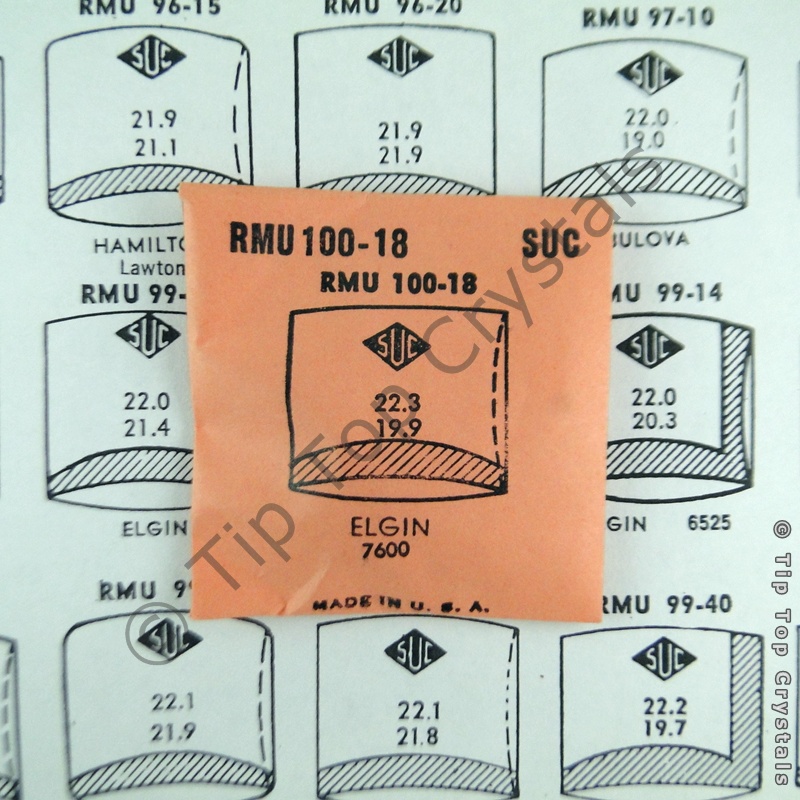 RMU 96-15
RMU 96-20
RMU 97-10
SUC
21.9
21.1
SUC
21.9
21.9
SUC
22.0
19.0
HAMILTO
Lawton
BULOVA
RMU 99-
SUC
22.0
21.4
ELGIN
RMU 100-18 SUC
RMU 100-18
SUC
22.3
19.9
ELGIN
7600
MADE IN U. S. A.
MU 99-14
SUC
22.0
20.3
GIN 6525
RMU 99
RMU 99-40
SUC
22.1
21.9
SUC
22.1
21.8
SUC
22.2
19.7
© Tip Top Crystals
© Tip Top Crystals